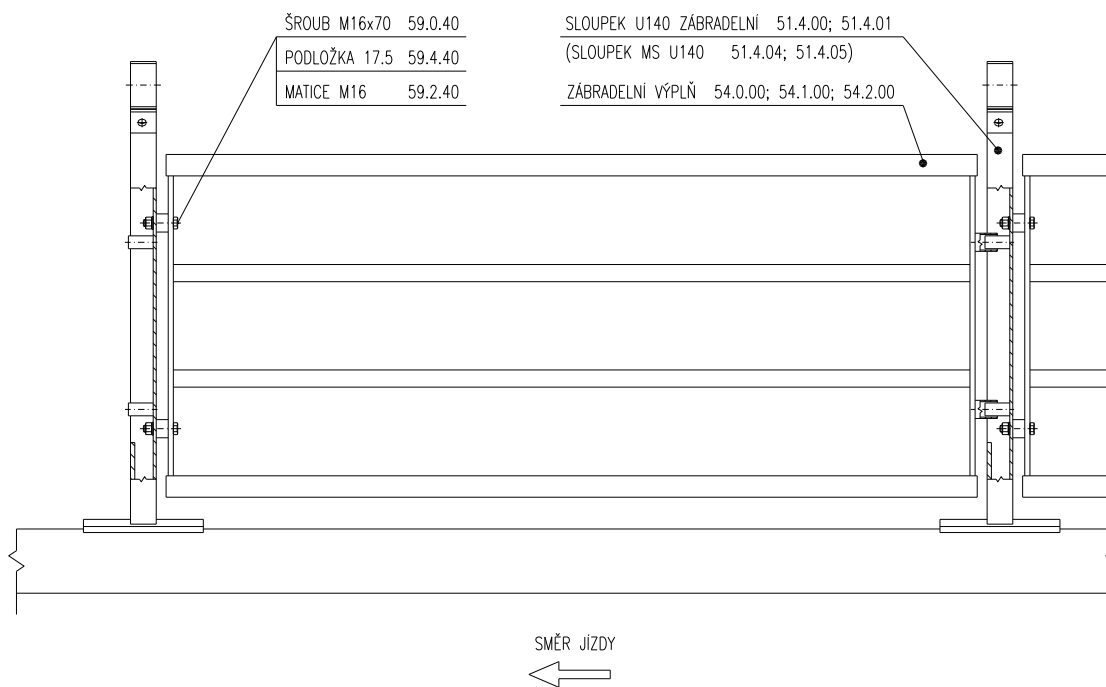 ŠROUB M16x70 59.0.40
PODLOŽKA 17.5 59.4.40
MATICE M16 59.2.40
SLOUPEK U140 ZÁBRADELNÍ 51.4.00; 51.4.01
(SLOUPEK MS U140 51.4.04; 51.4.05)
ZÁBRADELNÍ VÝPLŇ 54.0.00; 54.1.00; 54.2.00
SMĚR JÍZDY